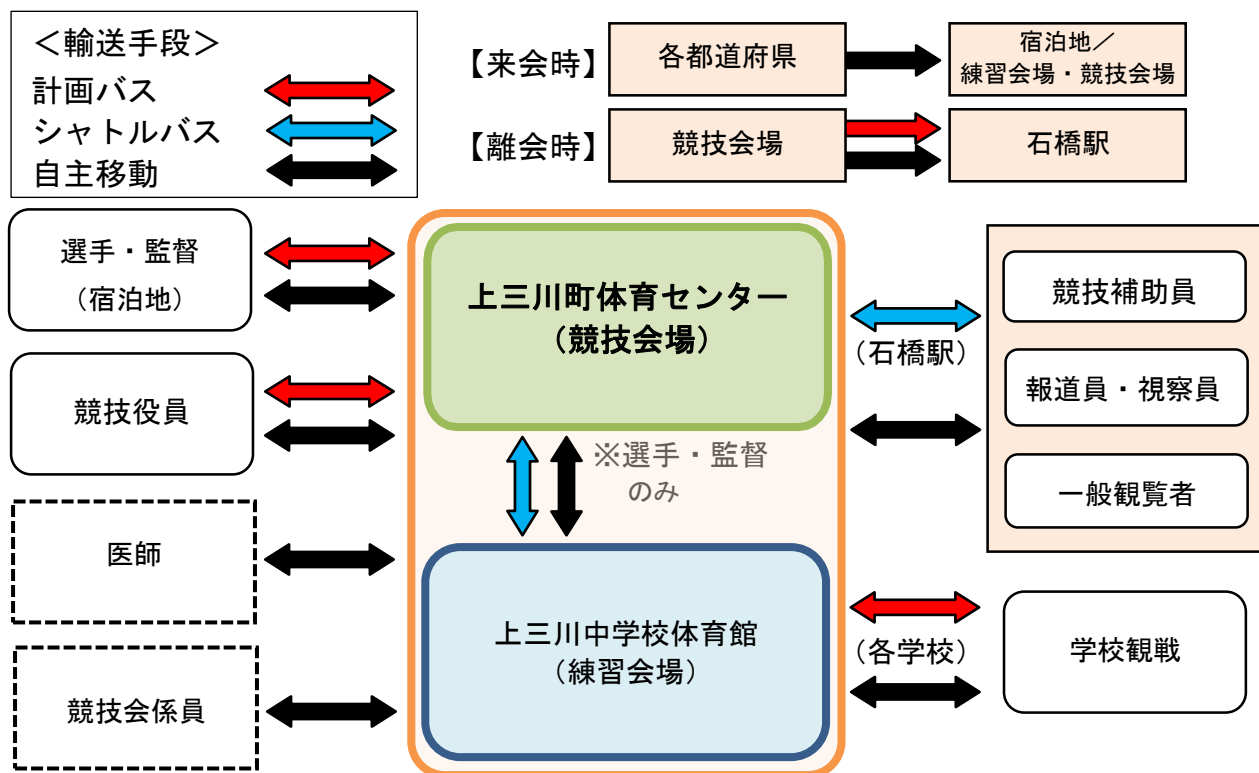 ＜輸送手段＞
計画バス
シャトルバス
自主移動
【来会時】
各都道府県
宿泊地／
練習会場・競技会場
【離会時】
競技会場
石橋駅
選手・監督
（宿泊地）
競技役員
医師
競技会係員
上三川町体育センター
（競技会場）
※選手・監督
のみ
上三川中学校体育館
（練習会場）
（石橋駅）
競技補助員
報道員・視察員
一般観覧者
（各学校）
学校観戦